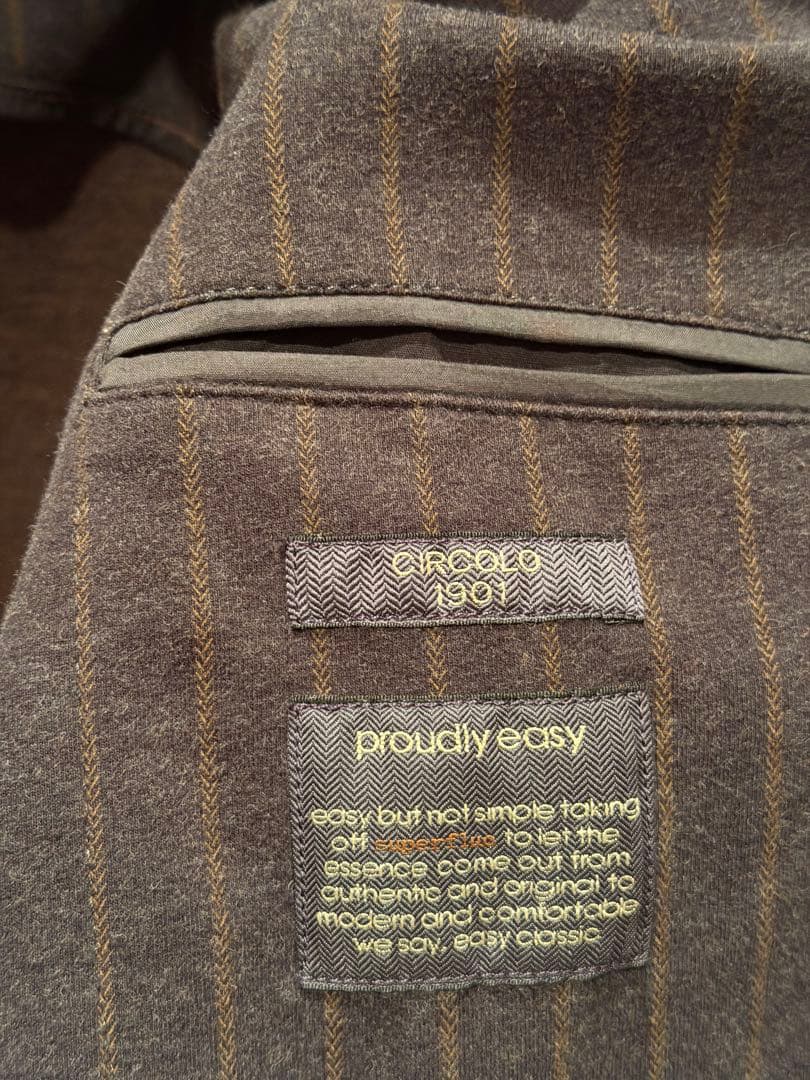 CIRCOLO
1901
proudly easy
easy but not simple taking
off superfluo to let the
essence come out from
authentic and original to
modern and comfortable
we say, easy classic